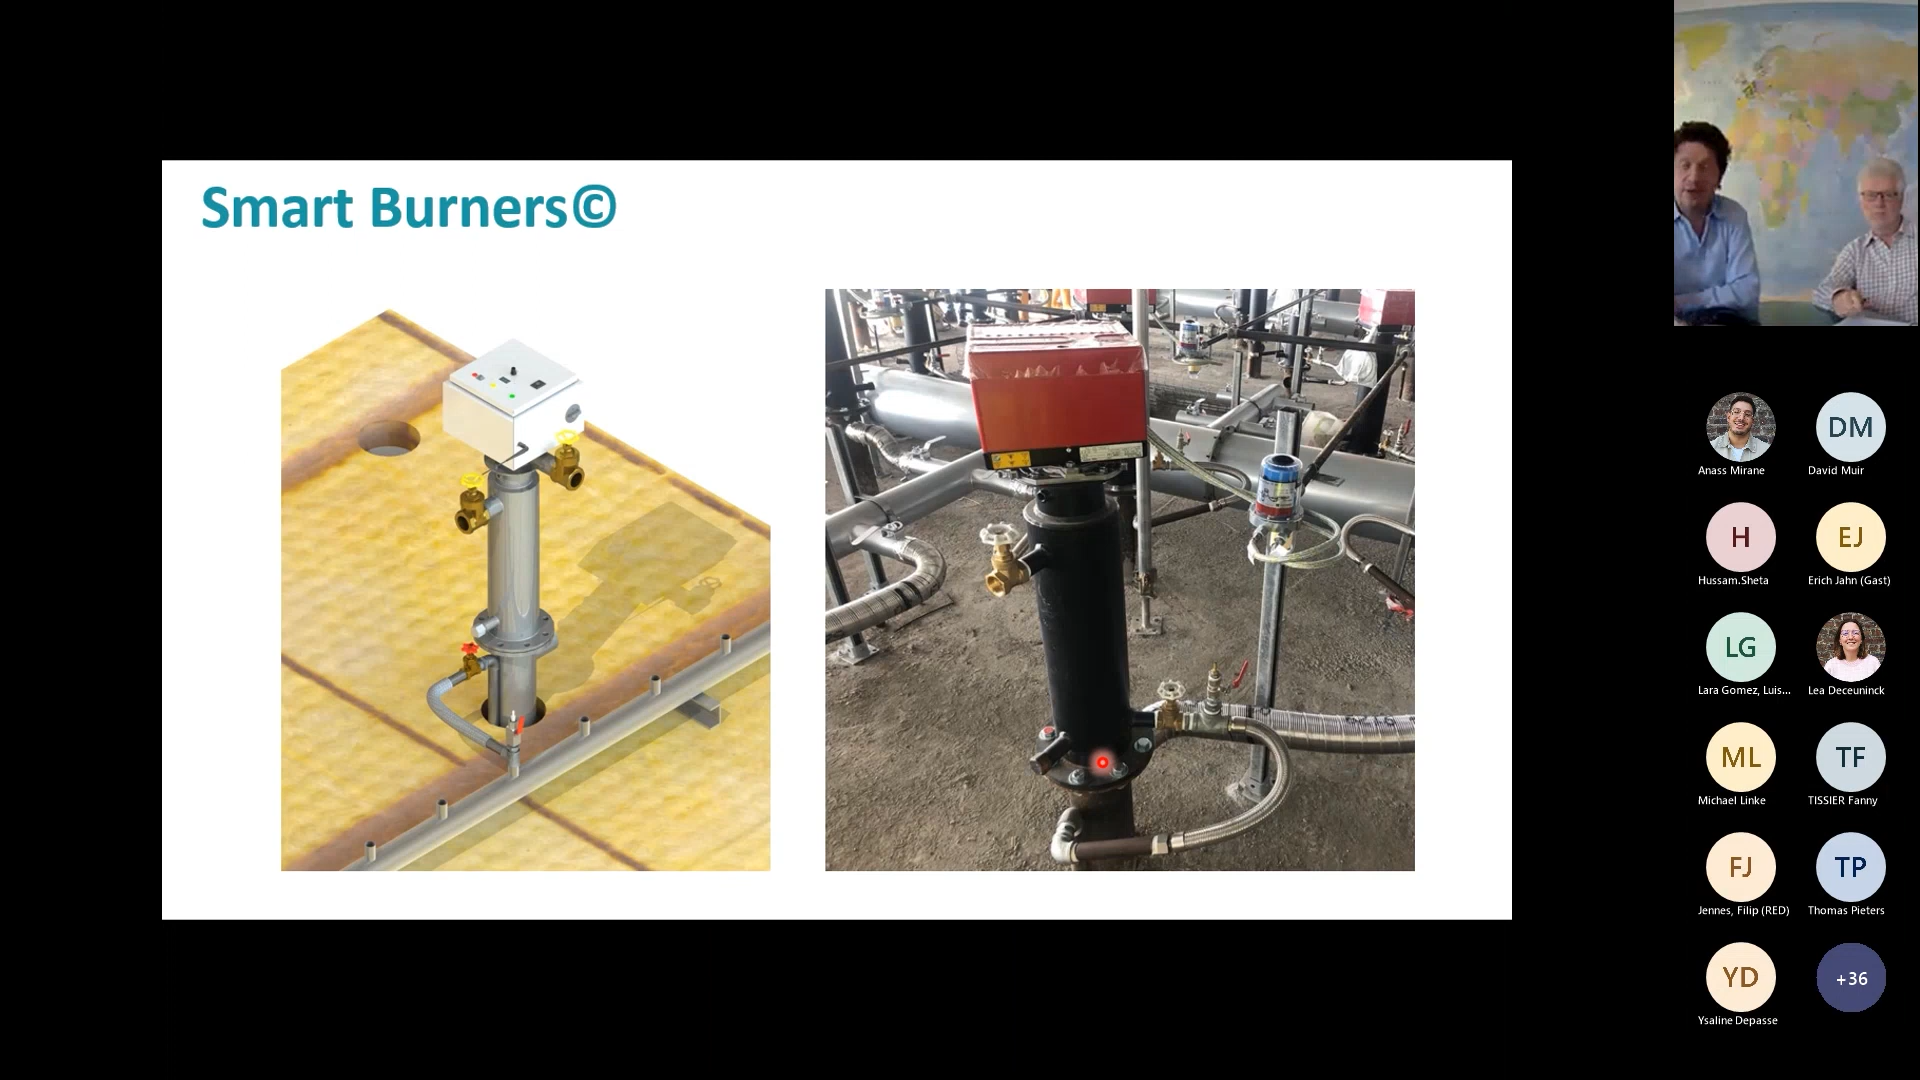 Smart Burners©
Anass Mirane
DM
David Muir
H
Hussam.Sheta
EJ
Erich Jahn (Gast)
LG
Lara Gomez, Luis...
Lea Deceuninck
ML
Michael Linke
TF
TISSIER Fanny
FJ
Jennes, Filip (RED)
TP
Thomas Pieters
YD
Ysaline Depasse
+36